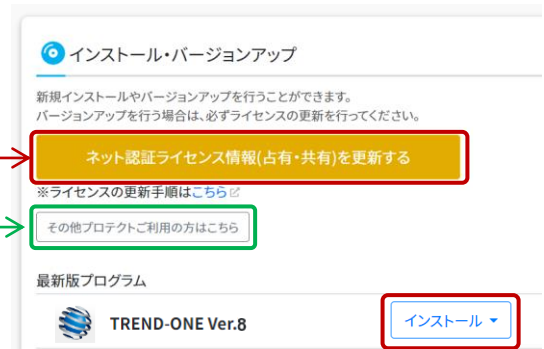 インストール・バージョンアップ
新規インストールやバージョンアップを行うことができます。
バージョンアップを行う場合は、必ずライセンスの更新を行ってください。
ネット認証ライセンス情報(占有・共有)を更新する
※ライセンスの更新手順はこちら
その他プロテクトご利用の方はこちら
最新版プログラム
TREND-ONE Ver.8
インストール